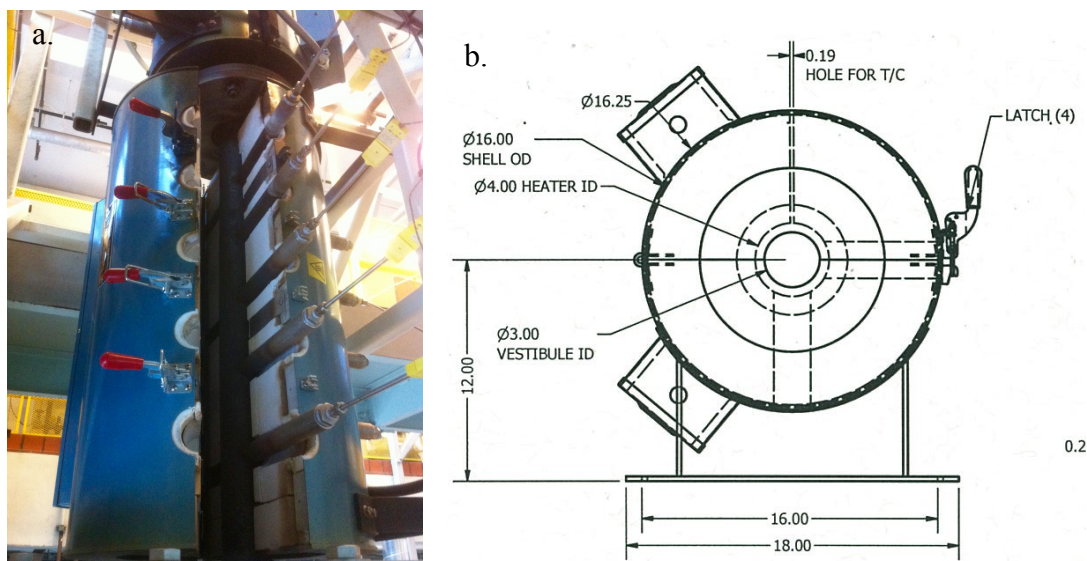 a.
b.
0.19
HOLE FOR T/C
Ø16.25
LATCH (4)
Ø16.00
SHELL OD
Ø4.00 HEATER ID
Ø3.00
VESTIBULE ID
12.00
0.2
16.00
18.00